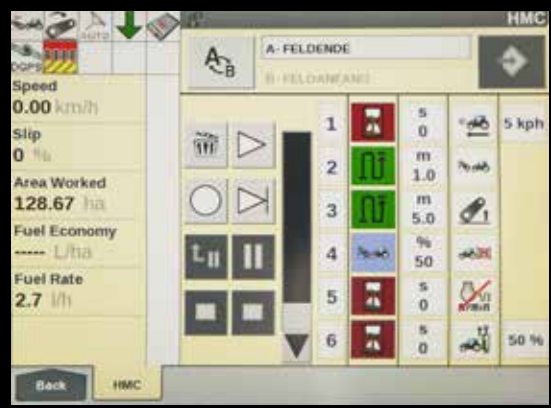 AUTO
HMC
DGPS
A
B
A- FELDENDE
B- FELDANFANG
Speed
0.00 km/h
Slip
0 %
Area Worked
128.67 ha
Fuel Economy
----- L/ha
Fuel Rate
2.7 l/h
1 s 0 5 kph
2 m 1.0
3 m 5.0 1
4 % 50
5 s 0
6 s 0 50 %
Back
HMC